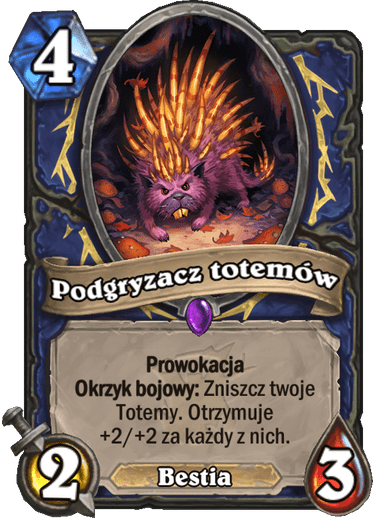 4
Podgryzacz totemów
Prowokacja
Okrzyk bojowy: Zniszcz twoje
Totemy. Otrzymuje
+2/+2 za każdy z nich.
2
Bestia
3